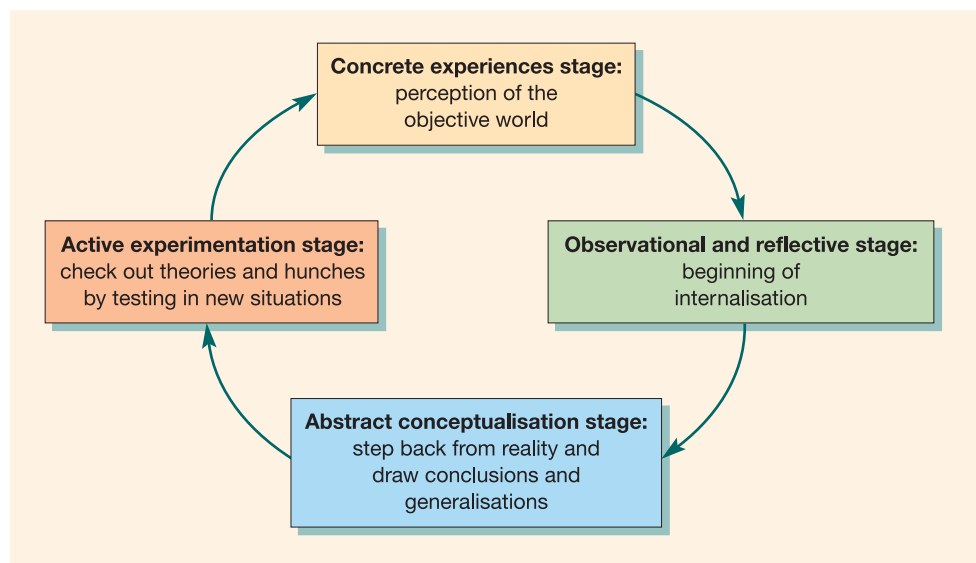 Concrete experiences stage:
perception of the
objective world
Observational and reflective stage:
beginning of
internalisation
Abstract conceptualisation stage:
step back from reality and
draw conclusions and
generalisations
Active experimentation stage:
check out theories and hunches
by testing in new situations